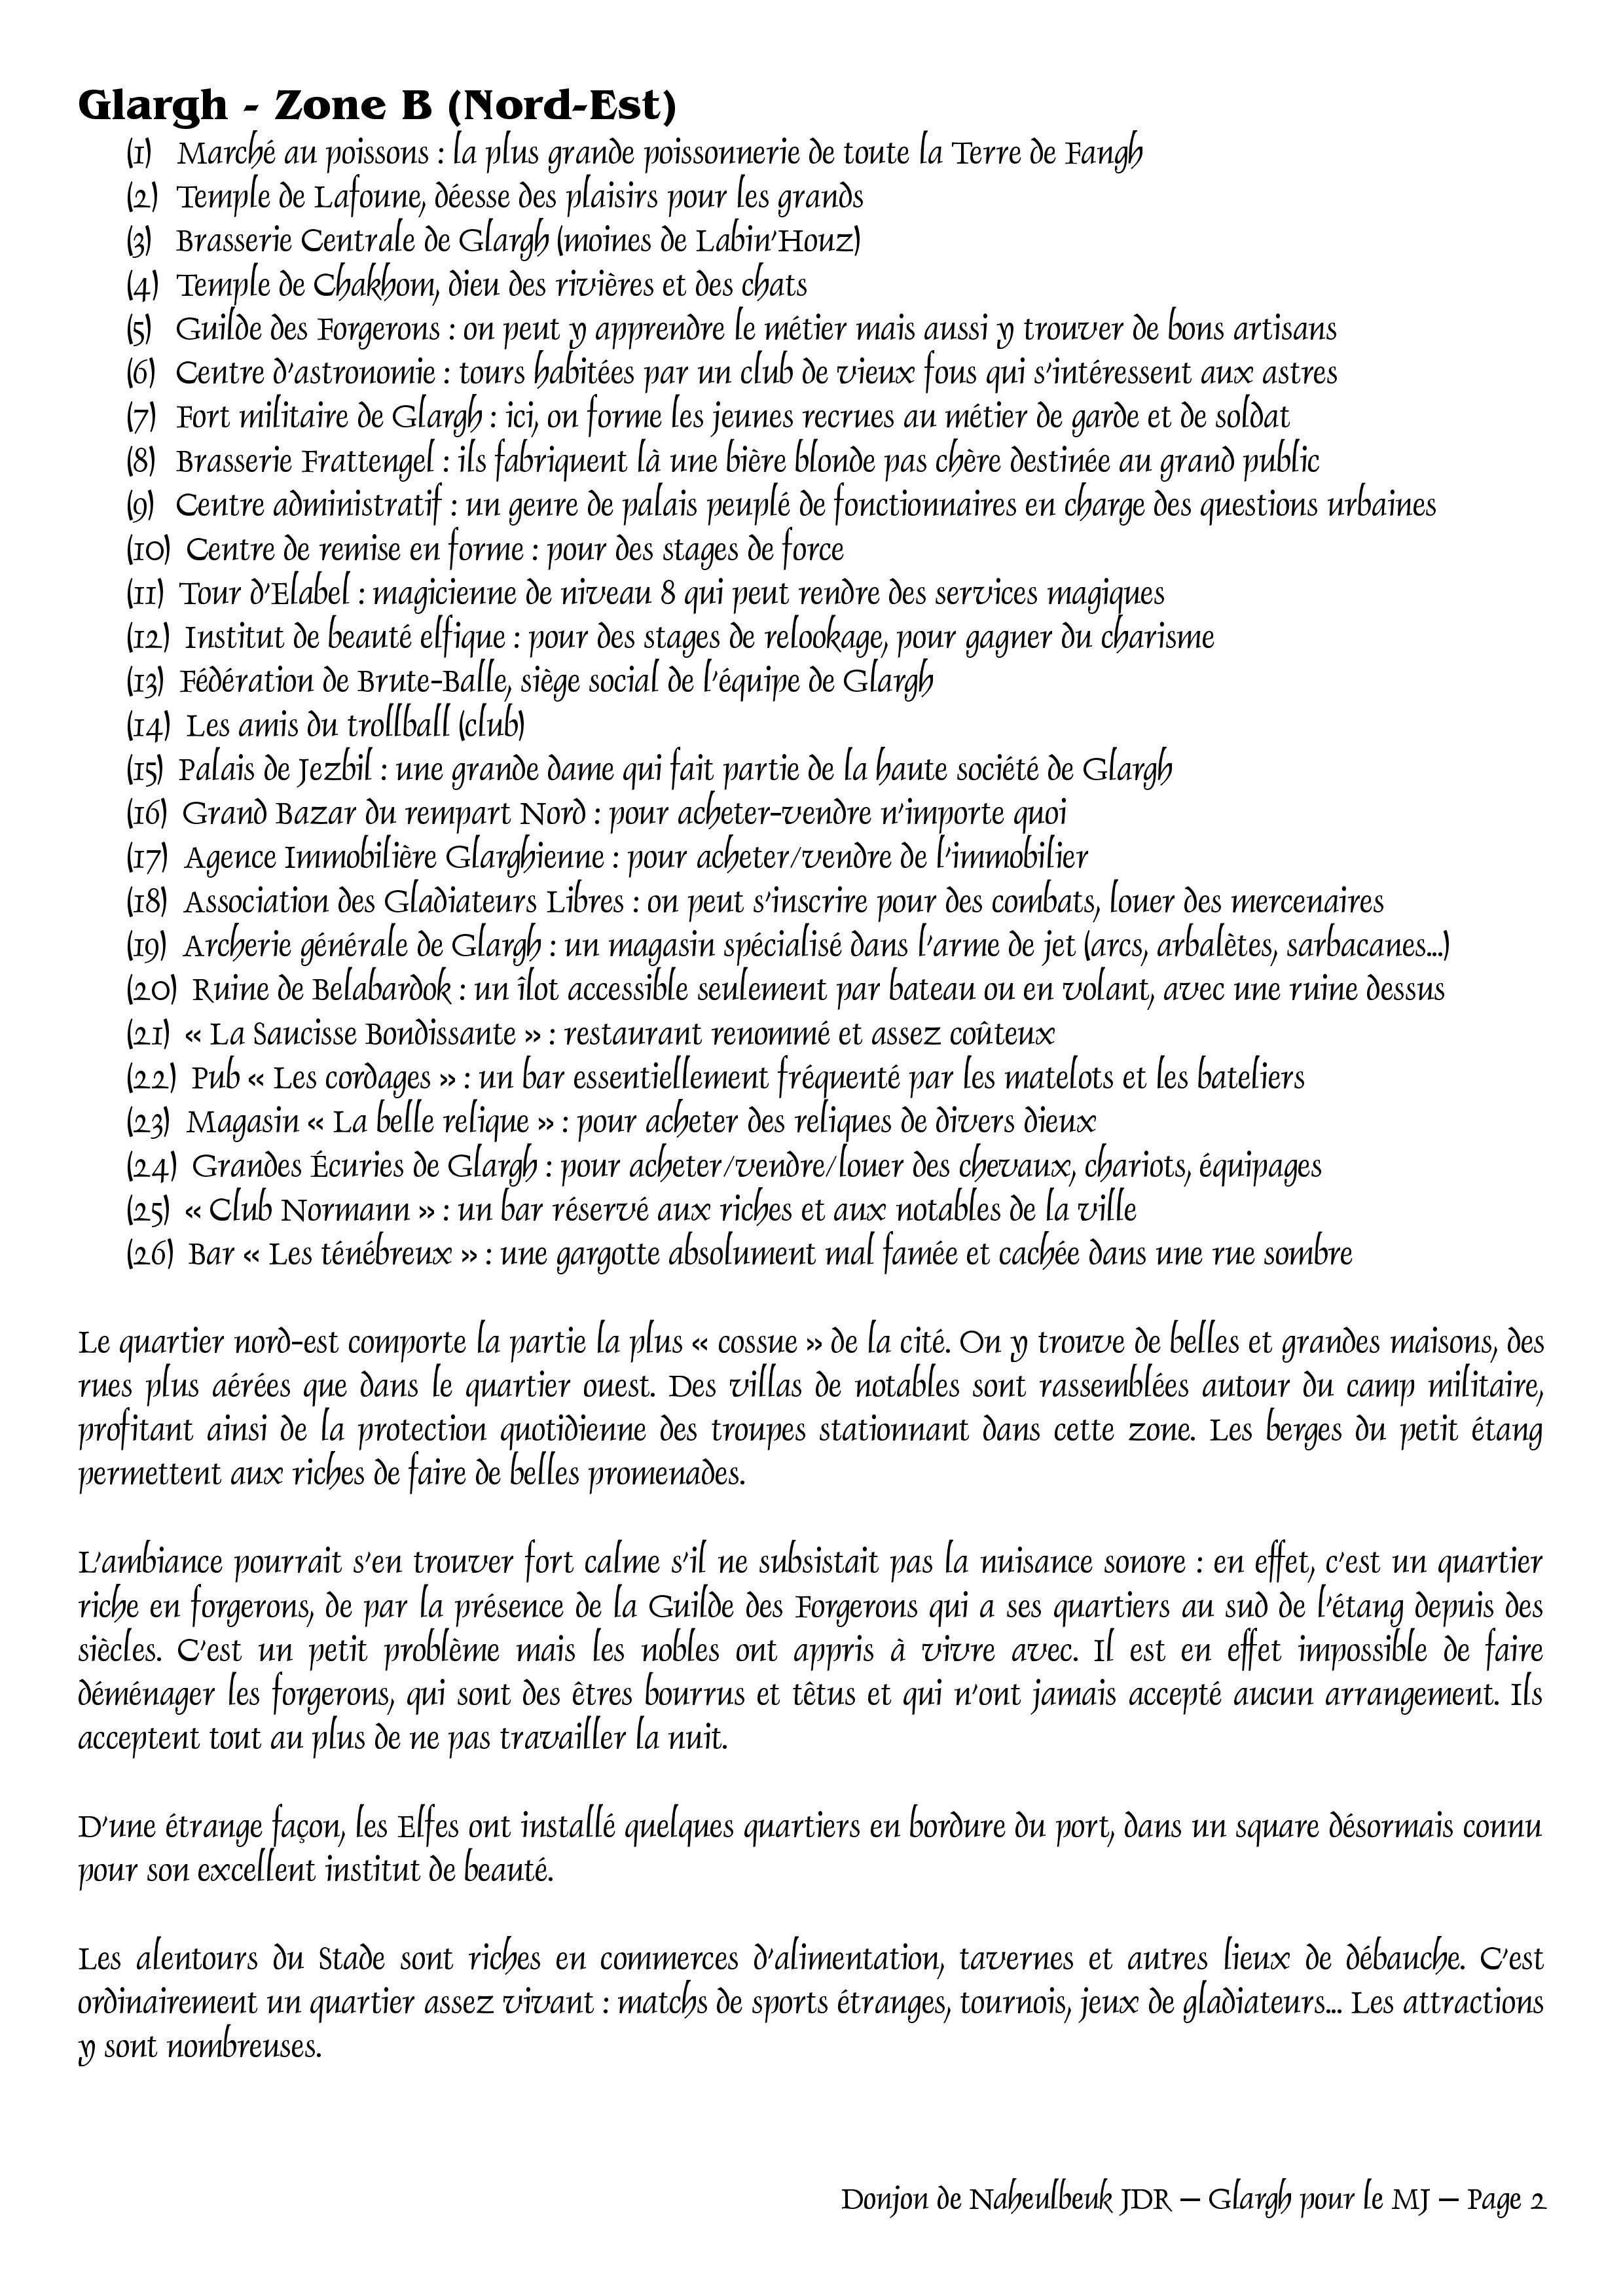 Glargh - Zone B (Nord-Est)
(1) Marché au poissons : la plus grande poissonnerie de toute la Terre de Fangh
(2) Temple de Lafoune, déesse des plaisirs pour les grands
(3) Brasserie Centrale de Glargh (moines de Labin'Houz)
(4) Temple de Chakhom, dieu des rivières et des chats
(5) Guilde des Forgerons : on peut y apprendre le métier mais aussi y trouver de bons artisans
(6) Centre d'astronomie : tours habitées par un club de vieux fous qui s'intéressent aux astres
(7) Fort militaire de Glargh : ici, on forme les jeunes recrues au métier de garde et de soldat
(8) Brasserie Frattengel : ils fabriquent là une bière blonde pas chère destinée au grand public
(9) Centre administratif : un genre de palais peuplé de fonctionnaires en charge des questions urbaines
(10) Centre de remise en forme : pour des stages de force
(11) Tour d'Elabel : magicienne de niveau 8 qui peut rendre des services magiques
(12) Institut de beauté elfique : pour des stages de relookage, pour gagner du charisme
(13) Fédération de Brute-Balle, siège social de l'équipe de Glargh
(14) Les amis du trollball (club)
(15) Palais de Jezbil : une grande dame qui fait partie de la haute société de Glargh
(16) Grand Bazar du rempart Nord : pour acheter-vendre n'importe quoi
(17) Agence Immobilière Glarghienne : pour acheter/vendre de l'immobilier
(18) Association des Gladiateurs Libres : on peut s'inscrire pour des combats, louer des mercenaires
(19) Archerie générale de Glargh : un magasin spécialisé dans l'arme de jet (arcs, arbalètes, sarbacanes...)
(20) Ruine de Belabardok : un îlot accessible seulement par bateau ou en volant, avec une ruine dessus
(21) « La Saucisse Bondissante » : restaurant renommé et assez coûteux
(22) Pub « Les cordages » : un bar essentiellement fréquenté par les matelots et les bateliers
(23) Magasin « La belle relique » : pour acheter des reliques de divers dieux
(24) Grandes Écuries de Glargh : pour acheter/vendre/louer des chevaux, chariots, équipages
(25) « Club Normann » : un bar réservé aux riches et aux notables de la ville
(26) Bar « Les ténébreux » : une gargotte absolument mal famée et cachée dans une rue sombre
Le quartier nord-est comporte la partie la plus « cossue » de la cité. On y trouve de belles et grandes maisons, des
rues plus aérées que dans le quartier ouest. Des villas de notables sont rassemblées autour du camp militaire,
profitant ainsi de la protection quotidienne des troupes stationnant dans cette zone. Les berges du petit étang
permettent aux riches de faire de belles promenades.
L'ambiance pourrait s'en trouver fort calme s'il ne subsistait pas la nuisance sonore : en effet, c'est un quartier
riche en forgerons, de par la présence de la Guilde des Forgerons qui a ses quartiers au sud de l'étang depuis des
siècles. C'est un petit problème mais les nobles ont appris à vivre avec. Il est en effet impossible de faire
déménager les forgerons, qui sont des êtres bourrus et têtus et qui n'ont jamais accepté aucun arrangement. Ils
acceptent tout au plus de ne pas travailler la nuit.
D'une étrange façon, les Elfes ont installé quelques quartiers en bordure du port, dans un square désormais connu
pour son excellent institut de beauté.
Les alentours du Stade sont riches en commerces d'alimentation, tavernes et autres lieux de débauche. C'est
ordinairement un quartier assez vivant : matchs de sports étranges, tournois, jeux de gladiateurs... Les attractions
y sont nombreuses.
Donjon de Naheulbeuk JDR – Glargh pour le MJ – Page 2